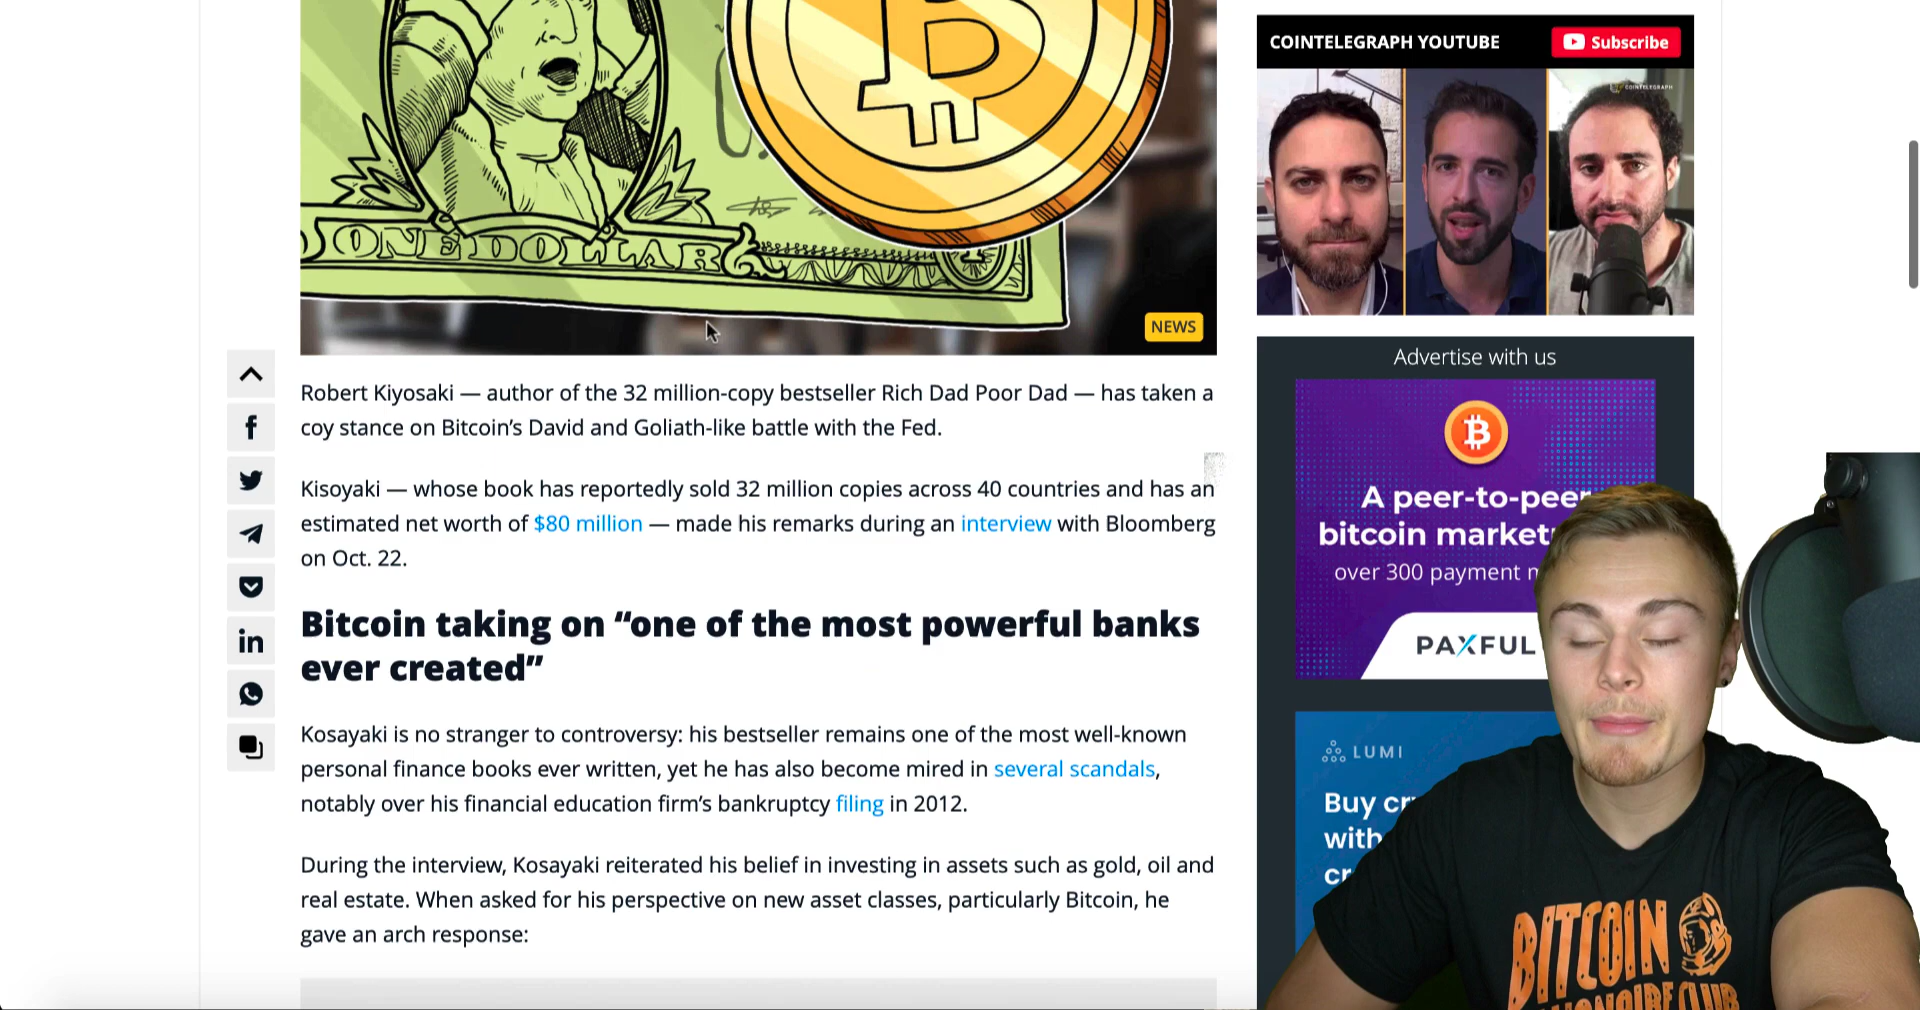 COINTELEGRAPH YOUTUBE
Subscribe
COINTELEGRAPH
ONE DOLLAR
NEWS
Robert Kiyosaki — author of the 32 million-copy bestseller Rich Dad Poor Dad — has taken a
coy stance on Bitcoin’s David and Goliath-like battle with the Fed.
Kisoyaki — whose book has reportedly sold 32 million copies across 40 countries and has an
estimated net worth of $80 million — made his remarks during an interview with Bloomberg
on Oct. 22.
Bitcoin taking on “one of the most powerful banks
ever created”
Kosayaki is no stranger to controversy: his bestseller remains one of the most well-known
personal finance books ever written, yet he has also become mired in several scandals,
notably over his financial education firm’s bankruptcy filing in 2012.
During the interview, Kosayaki reiterated his belief in investing in assets such as gold, oil and
real estate. When asked for his perspective on new asset classes, particularly Bitcoin, he
gave an arch response:
Advertise with us
A peer-to-peer
bitcoin market
over 300 payment
PAXFUL
LUMI
Buy
with
BITCOIN